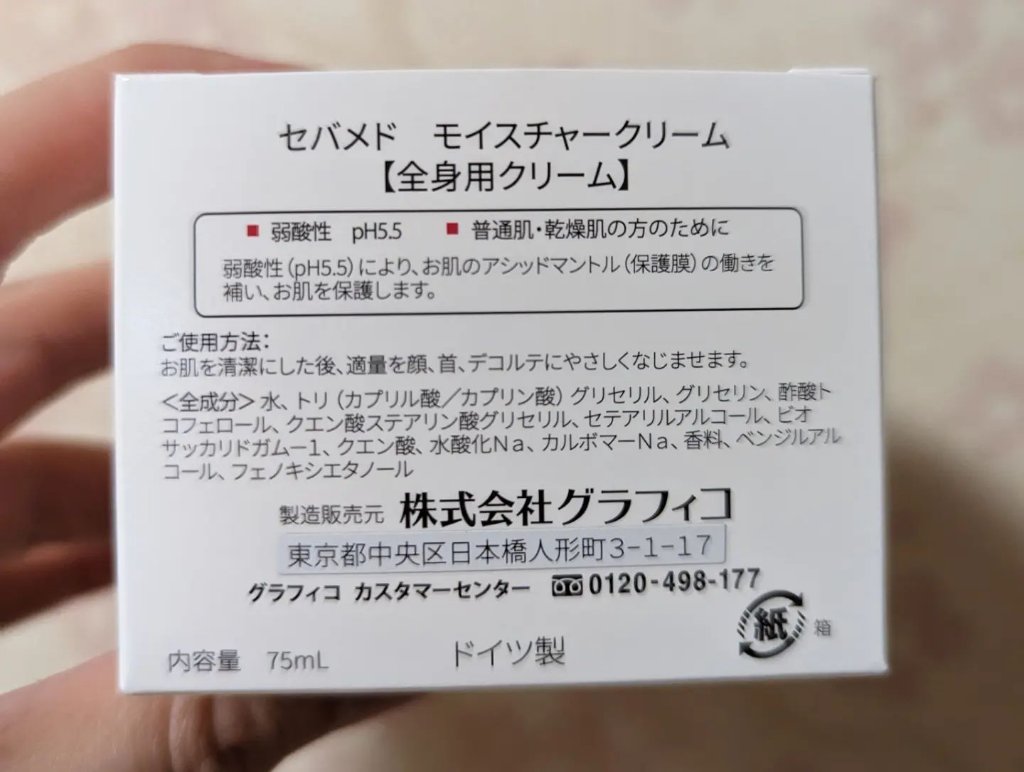 セバメド　モイスチャークリーム
【全身用クリーム】
■ 弱酸性　pH5.5　■ 普通肌・乾燥肌の方のために
弱酸性（pH5.5）により、お肌のアシッドマントル（保護膜）の働きを
補い、お肌を保護します。
ご使用方法：
お肌を清潔にした後、適量を顔、首、デコルテにやさしくなじませます。
＜全成分＞水、トリ（カプリル酸／カプリン酸）グリセリル、グリセリン、酢酸ト
コフェロール、クエン酸ステアリン酸グリセリル、セテアリルアルコール、ビオ
サッカリドガム－1、クエン酸、水酸化Ｎａ、カルボマーＮａ、香料、ベンジルアル
コール、フェノキシエタノール
製造販売元 株式会社グラフィコ
東京都中央区日本橋人形町3-1-17
グラフィコ カスタマーセンター 0120-498-177
紙 箱
内容量　75mL　ドイツ製